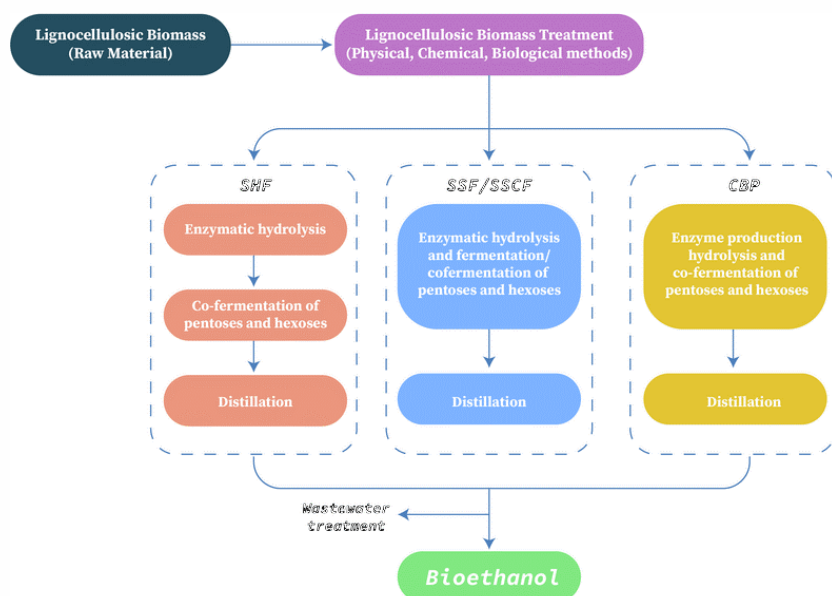 Lignocellulosic Biomass
(Raw Material)
Lignocellulosic Biomass Treatment
(Physical, Chemical, Biological methods)
SHF
Enzymatic hydrolysis
Co-fermentation of
pentoses and hexoses
Distillation
SSF/SSCF
Enzymatic hydrolysis
and fermentation/
cofermentation of
pentoses and hexoses
Distillation
CBP
Enzyme production
hydrolysis and
co-fermentation of
pentoses and hexoses
Distillation
Wastewater
treatment
Bioethanol